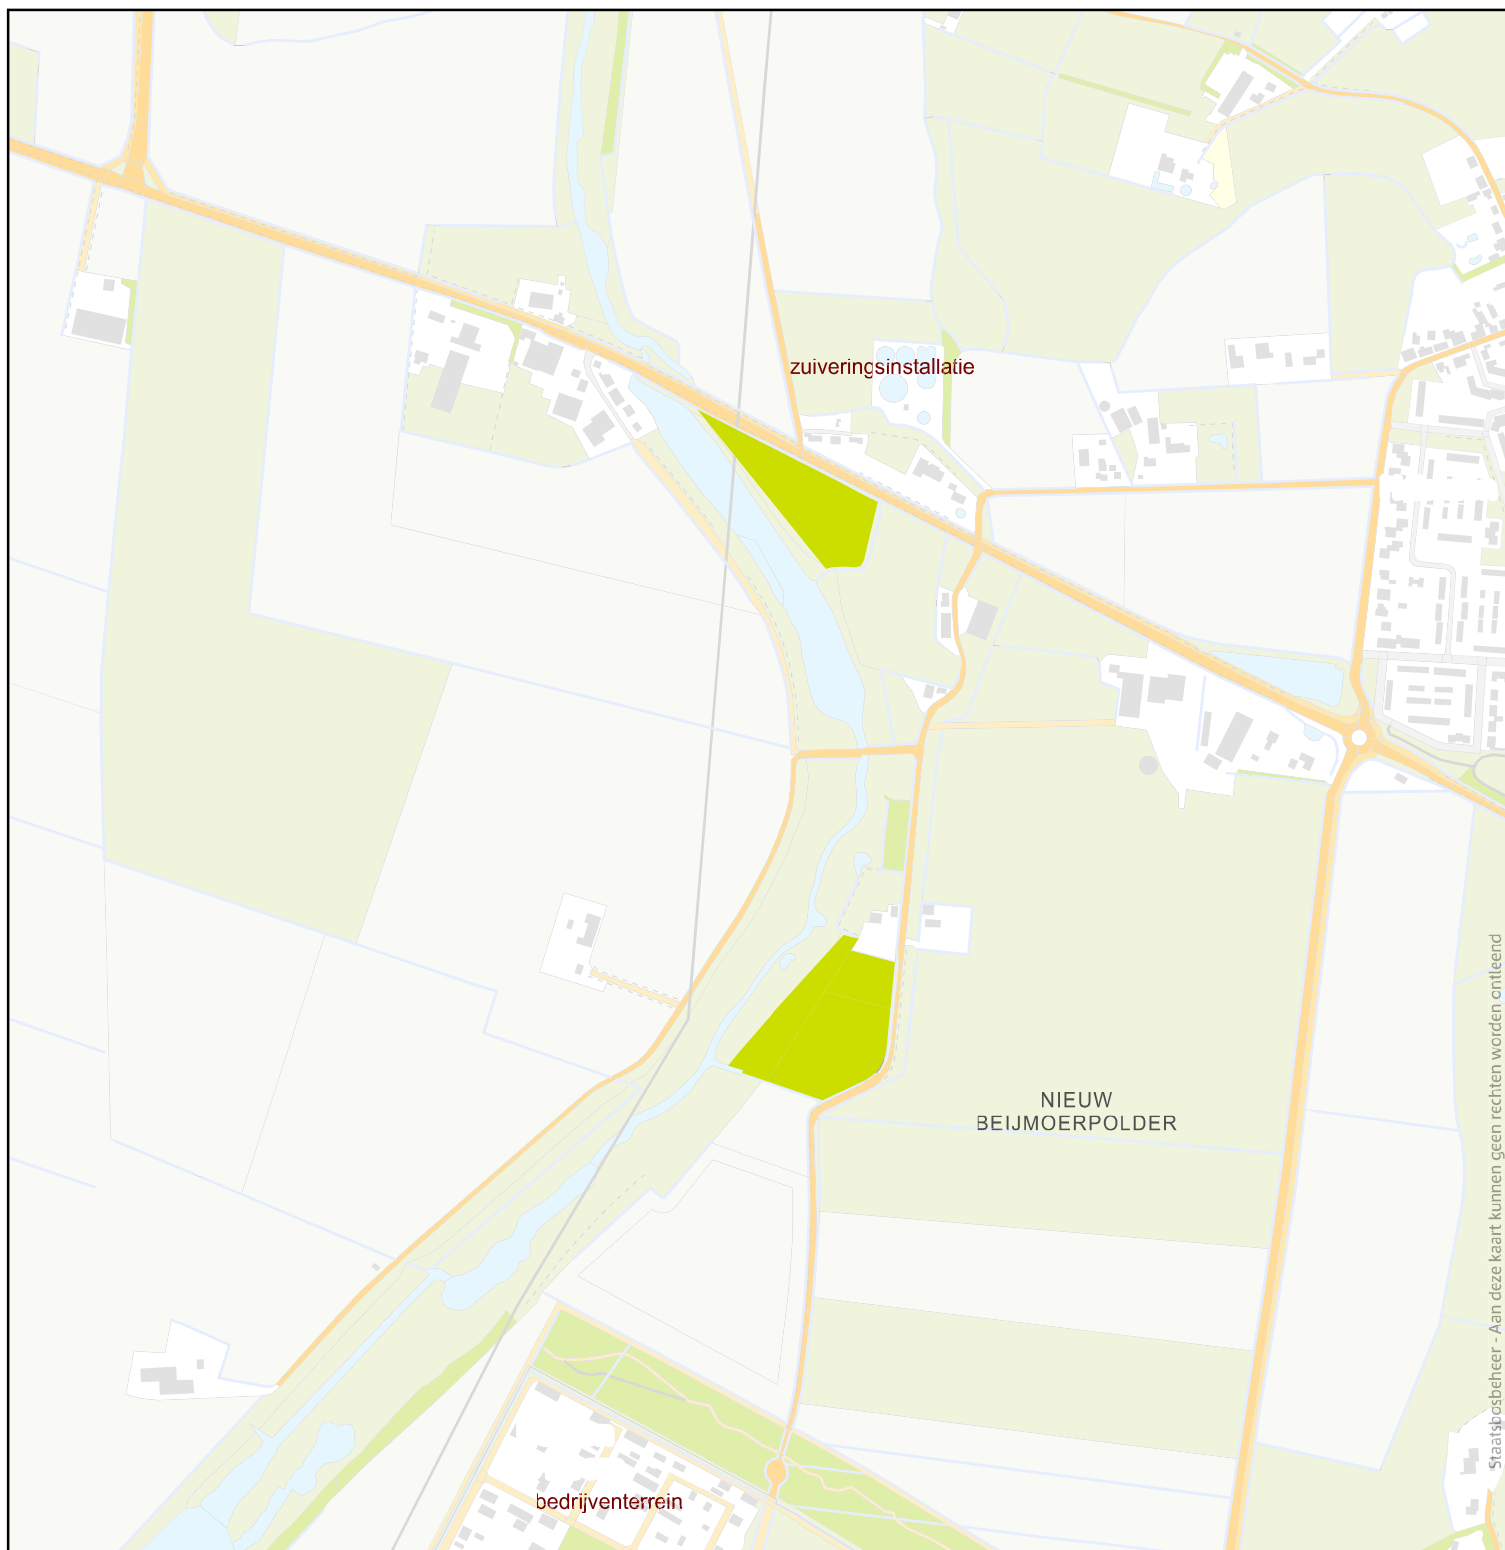 zuiveringsinstallatie
NIEUW
BEIJMOERPOLDER
bedrijventerrein
Staatsbosbeheer - Aan deze kaart kunnen geen rechten worden ontleend